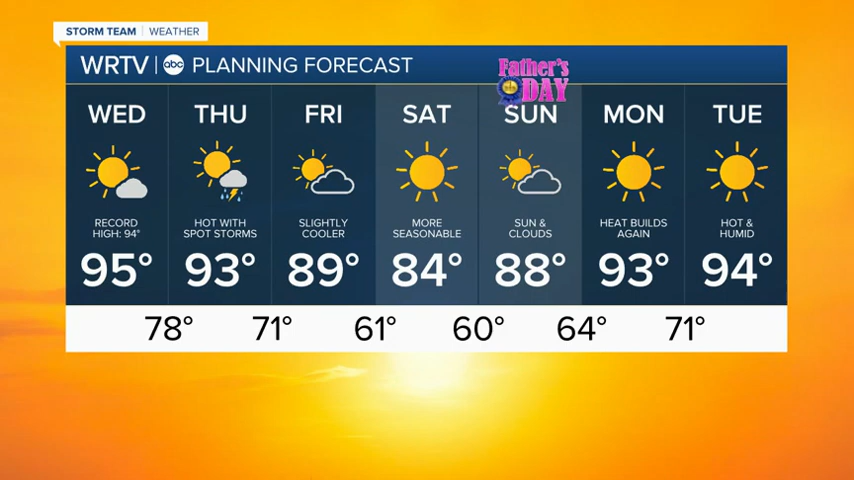 STORM TEAM | WEATHER
WRTV | abc PLANNING FORECAST
Father's
DAY
WED THU FRI SAT SUN MON TUE
RECORD
HIGH: 94°
HOT WITH
SPOT STORMS
SLIGHTLY
COOLER
MORE
SEASONABLE
SUN &
CLOUDS
HEAT BUILDS
AGAIN
HOT &
HUMID
95° 93° 89° 84° 88° 93° 94°
78° 71° 61° 60° 64° 71°